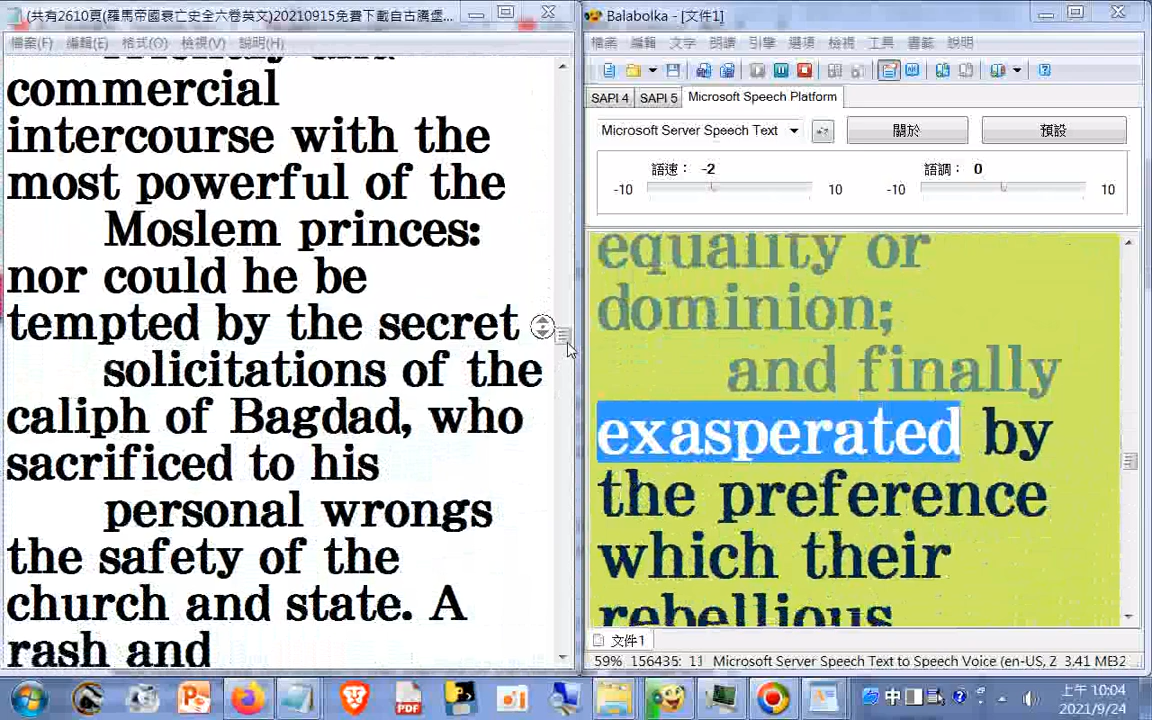 (共有2610頁(羅馬帝國衰亡史全六卷英文)20210915免費下載自古騰堡...
檔案(F) 編輯(E) 格式(O) 檢視(V) 說明(H)
commercial
intercourse with the
most powerful of the
Moslem princes:
nor could he be
tempted by the secret
solicitations of the
caliph of Bagdad, who
sacrificed to his
personal wrongs
the safety of the
church and state. A
rash and
Balabolka - [文件1]
檔案 編輯 文字 朗讀 引擎 選項 檢視 工具 書籤 說明
SAPI 4 SAPI 5 Microsoft Speech Platform
Microsoft Server Speech Text 關於 預設
語速： -2 語調： 0
-10 10 -10 10
equality or
dominion;
and finally
exasperated by
the preference
which their
rebellious
文件1
59% 156435: 11 Microsoft Server Speech Text to Speech Voice (en-US, Z 3.41 MB2
中
上午 10:04
2021/9/24